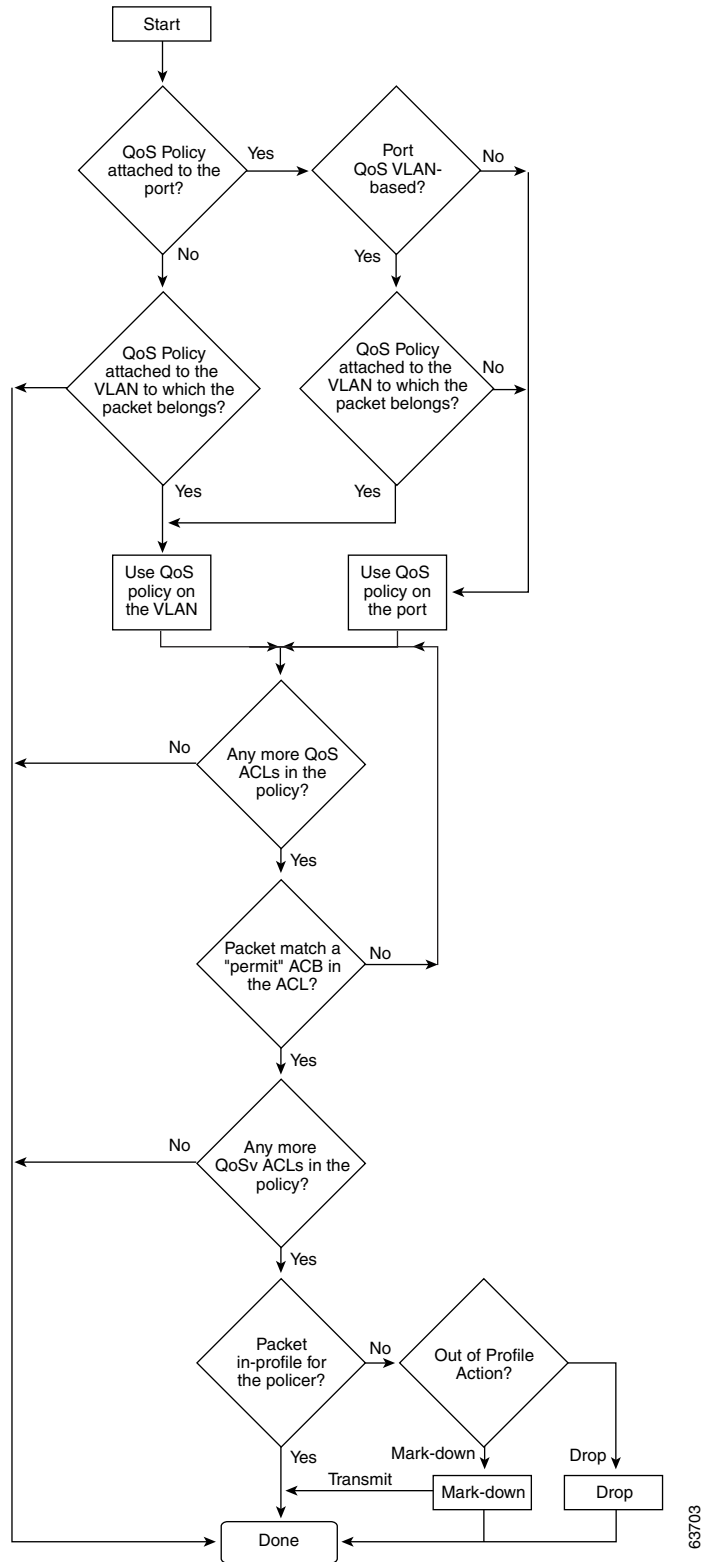 Start
QoS Policy
attached to the
port?
Yes
Port
QoS VLAN-
based?
No
No
Yes
QoS Policy
attached to the
VLAN to which the
packet belongs?
QoS Policy
attached to the
VLAN to which the
packet belongs?
No
Yes
Yes
Use QoS
policy on
the VLAN
Use QoS
policy on
the port
No
Any more QoS
ACLs in the
policy?
Yes
Packet match a
"permit" ACB in
the ACL?
No
Yes
No
Any more
QoSv ACLs in the
policy?
Yes
Packet
in-profile for
the policer?
No
Out of Profile
Action?
Yes
Mark-down
Drop
Transmit
Mark-down
Drop
Done
63703